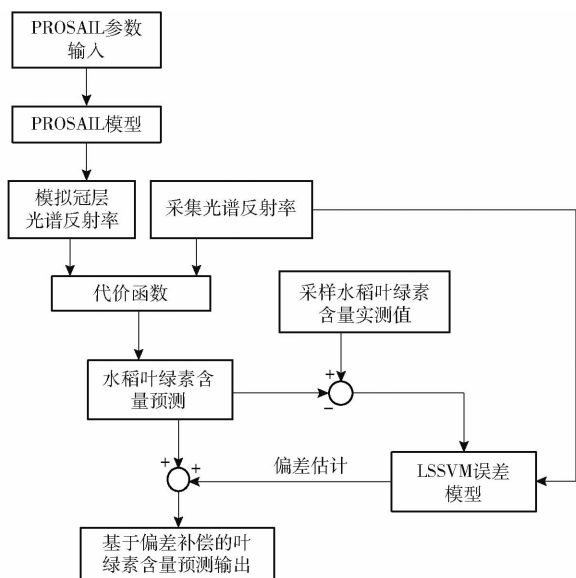 PROSAIL参数
输入
PROSAIL模型
模拟冠层
光谱反射率
采集光谱反射率
代价函数
采样水稻叶绿素
含量实测值
水稻叶绿素含
量预测
+
−
偏差估计
LSSVM误差
模型
+
+
基于偏差补偿的叶
绿素含量预测输出